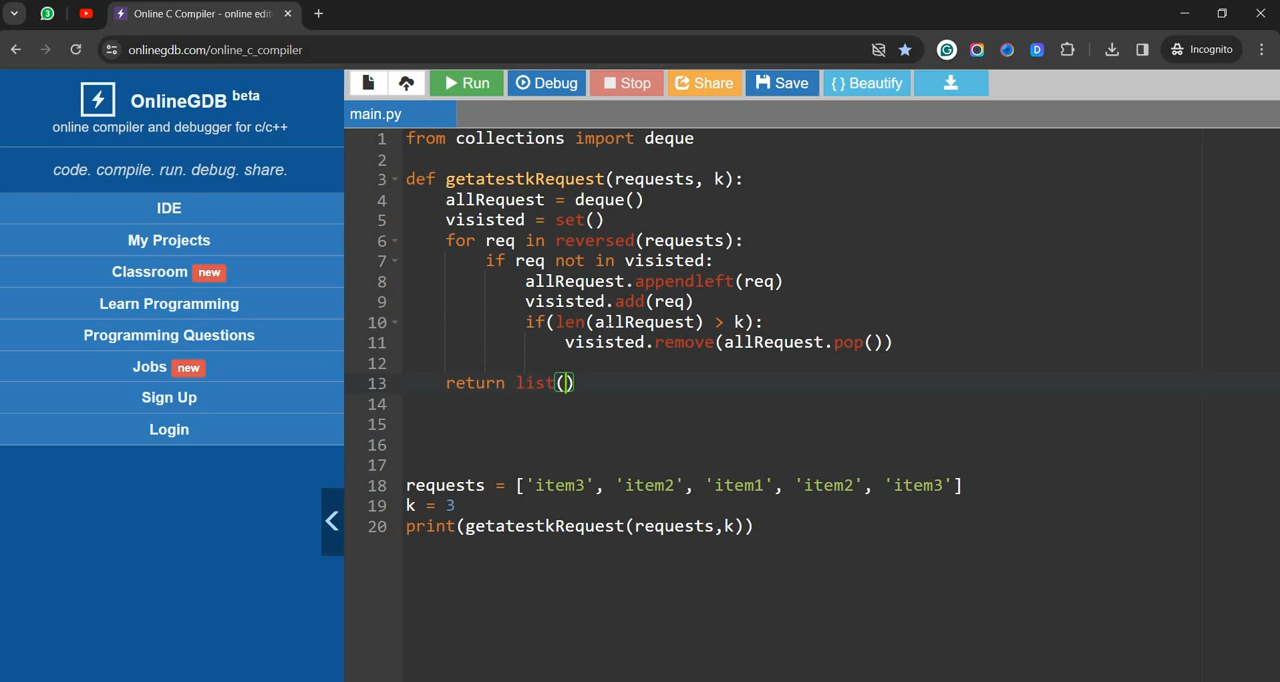 3
Online C Compiler - online edit
onlinegdb.com/online_c_compiler
D
Incognito
OnlineGDB beta
online compiler and debugger for c/c++
code. compile. run. debug. share.
IDE
My Projects
Classroom new
Learn Programming
Programming Questions
Jobs new
Sign Up
Login
Run
Debug
Stop
Share
Save
{ } Beautify
main.py
1 from collections import deque
2
3 def getatestkRequest(requests, k):
4 allRequest = deque()
5 visisted = set()
6 for req in reversed(requests):
7 if req not in visisted:
8 allRequest.appendleft(req)
9 visisted.add(req)
10 if(len(allRequest) > k):
11 visisted.remove(allRequest.pop())
12
13 return list()
14
15
16
17
18 requests = ['item3', 'item2', 'item1', 'item2', 'item3']
19 k = 3
20 print(getatestkRequest(requests,k))